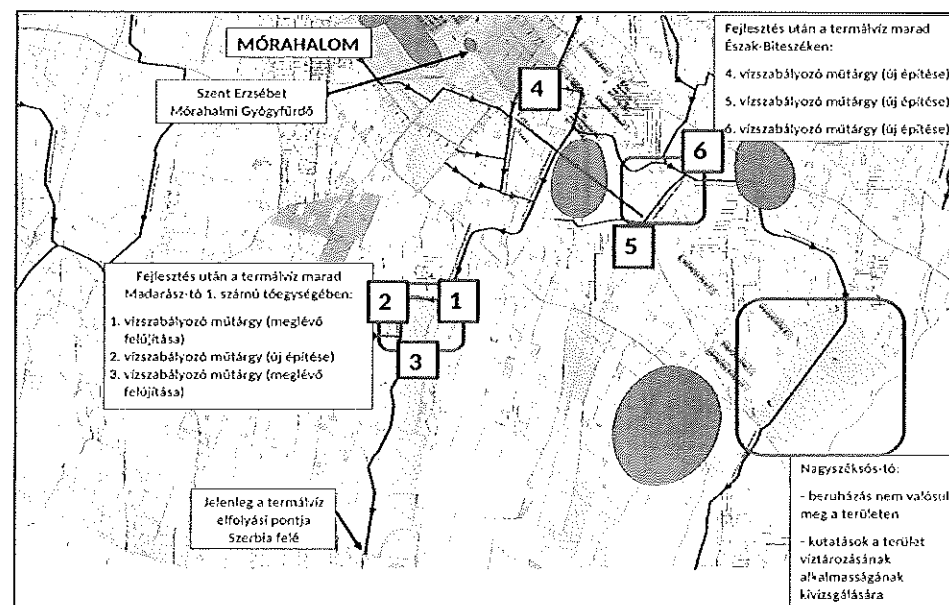 MÓRAHALOM
Szent Erzsébet
Mórahalmi Gyógyfürdő
Fejlesztés után a termálvíz marad
Észak-Biteszéken:
4. vízszabályozó műtárgy (új építése)
5. vízszabályozó műtárgy (új építése)
6. vízszabályozó műtárgy (új építése)
4
6
5
Fejlesztés után a termálvíz marad
Madarász-tó 1. számú tóegységében:
1. vízszabályozó műtárgy (meglévő
felújítása)
2. vízszabályozó műtárgy (új építése)
3. vízszabályozó műtárgy (meglévő
felújítása)
2
1
3
Jelenleg a termálvíz
elfolyási pontja
Szerbia felé
Nagyszéksós-tó:
- beruházás nem valósul
meg a területen
- kutatások a terület
víztározásának
alkalmasságának
kivizsgálására